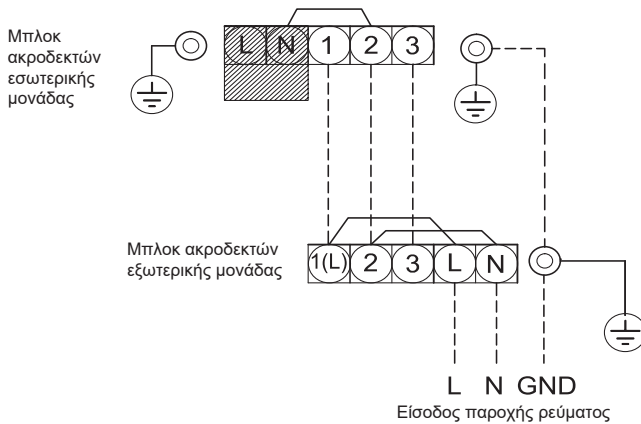 Μπλοκ
ακροδεκτών
εσωτερικής
μονάδας
L N 1 2 3
Μπλοκ ακροδεκτών
εξωτερικής μονάδας
1(L) 2 3 L N
L N GND
Είσοδος παροχής ρεύματος